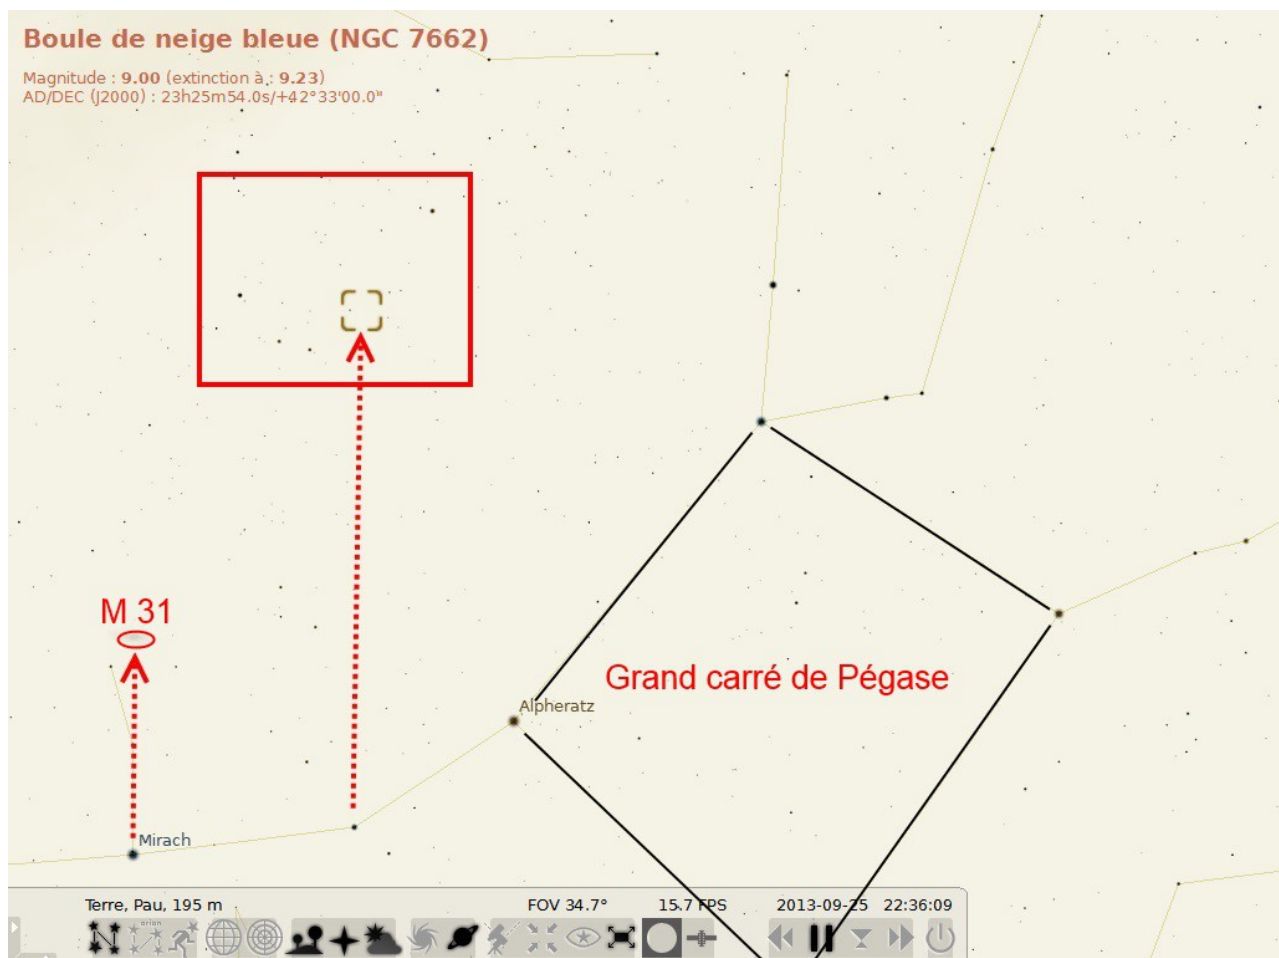 Boule de neige bleue (NGC 7662)
Magnitude : 9.00 (extinction à : 9.23)
AD/DEC (J2000) : 23h25m54.0s/+42°33'00.0"
M 31
Grand carré de Pégase
Alpheratz
Mirach
Terre, Pau, 195 m FOV 34.7° 15.7 FPS 2013-09-25 22:36:09
orion